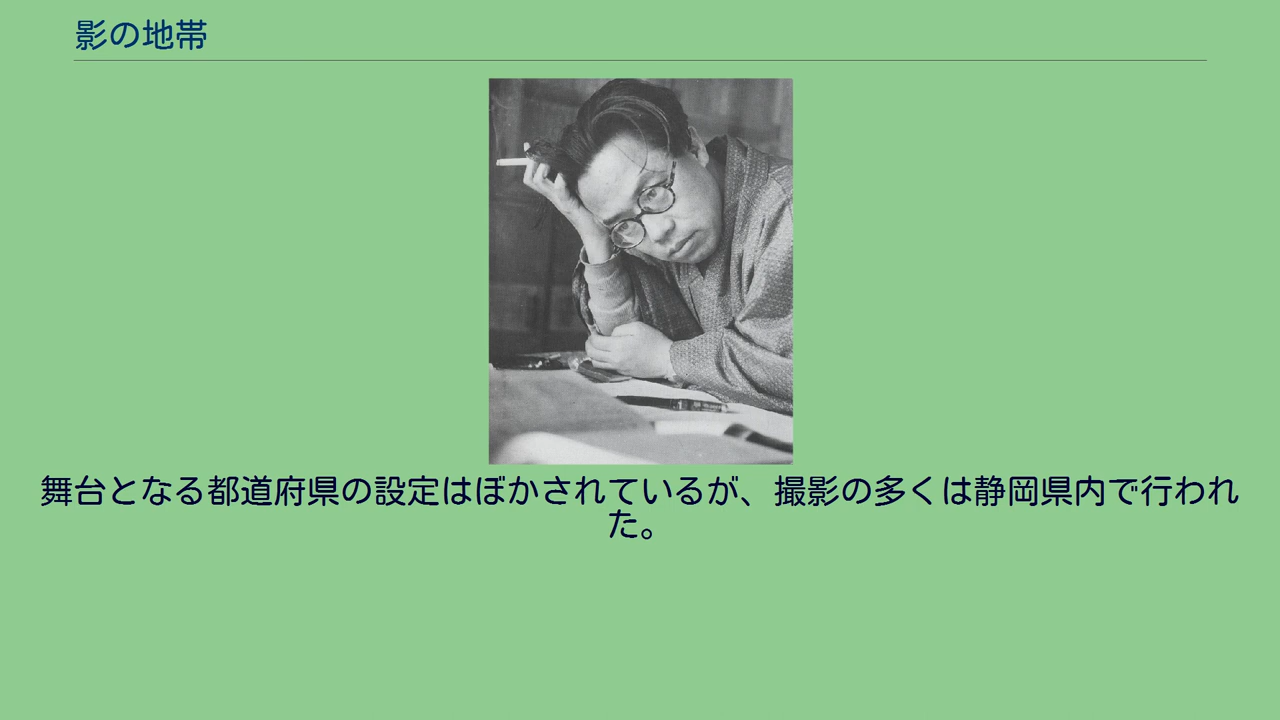 影の地帯
舞台となる都道府県の設定はぼかされているが、撮影の多くは静岡県内で行われ
た。